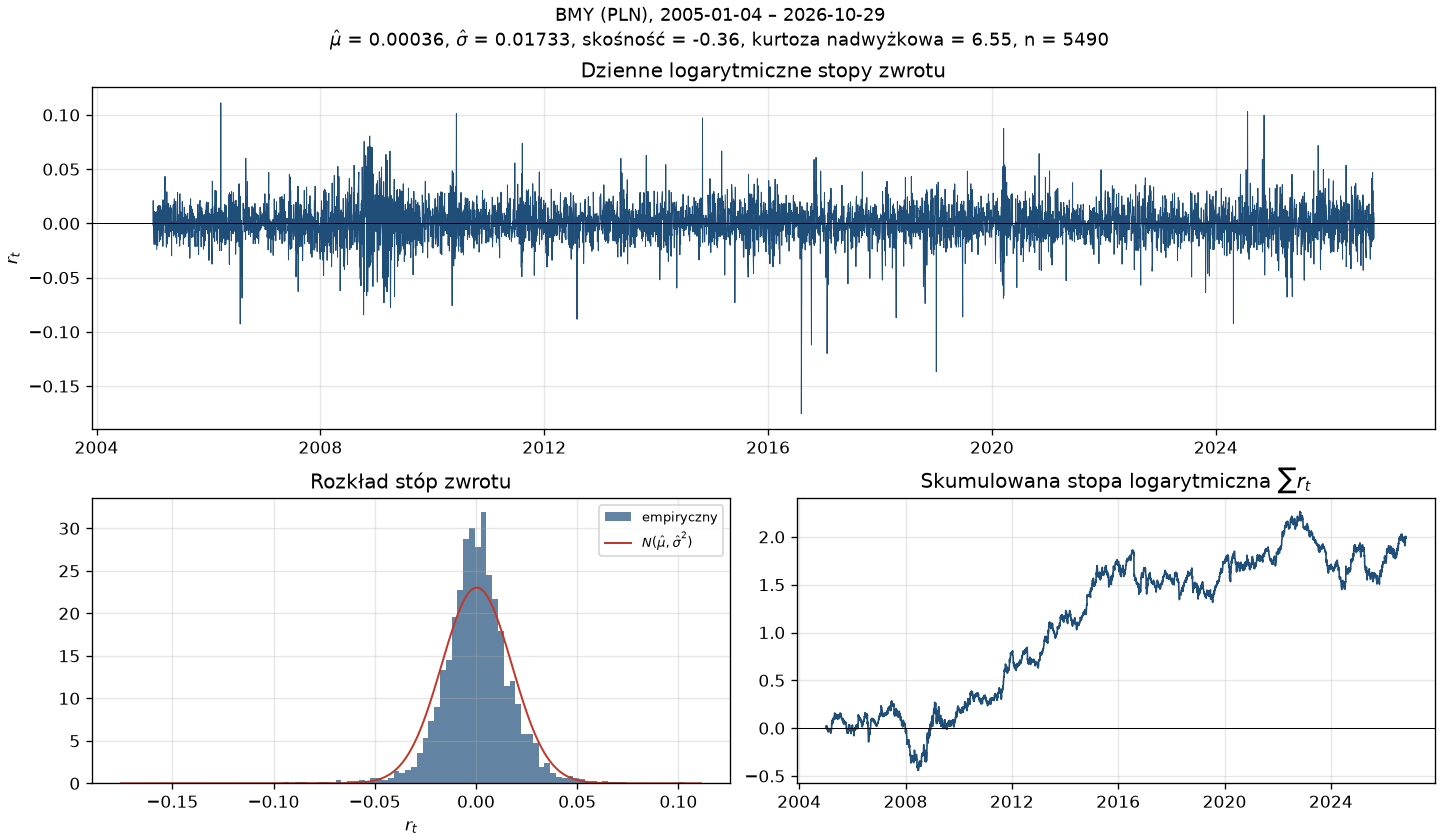 BMY (PLN), 2005-01-04 – 2026-10-29
μ̂ = 0.00036, σ̂ = 0.01733, skośność = -0.36, kurtoza nadwyżkowa = 6.55, n = 5490
Dzienne logarytmiczne stopy zwrotu
0.10
0.05
0.00
−0.05
−0.10
−0.15
r_t
2004 2008 2012 2016 2020 2024
Rozkład stóp zwrotu
30
25
20
15
10
5
0
empiryczny
N(μ̂, σ̂²)
−0.15 −0.10 −0.05 0.00 0.05 0.10
r_t
Skumulowana stopa logarytmiczna ∑r_t
2.0
1.5
1.0
0.5
0.0
−0.5
2004 2008 2012 2016 2020 2024